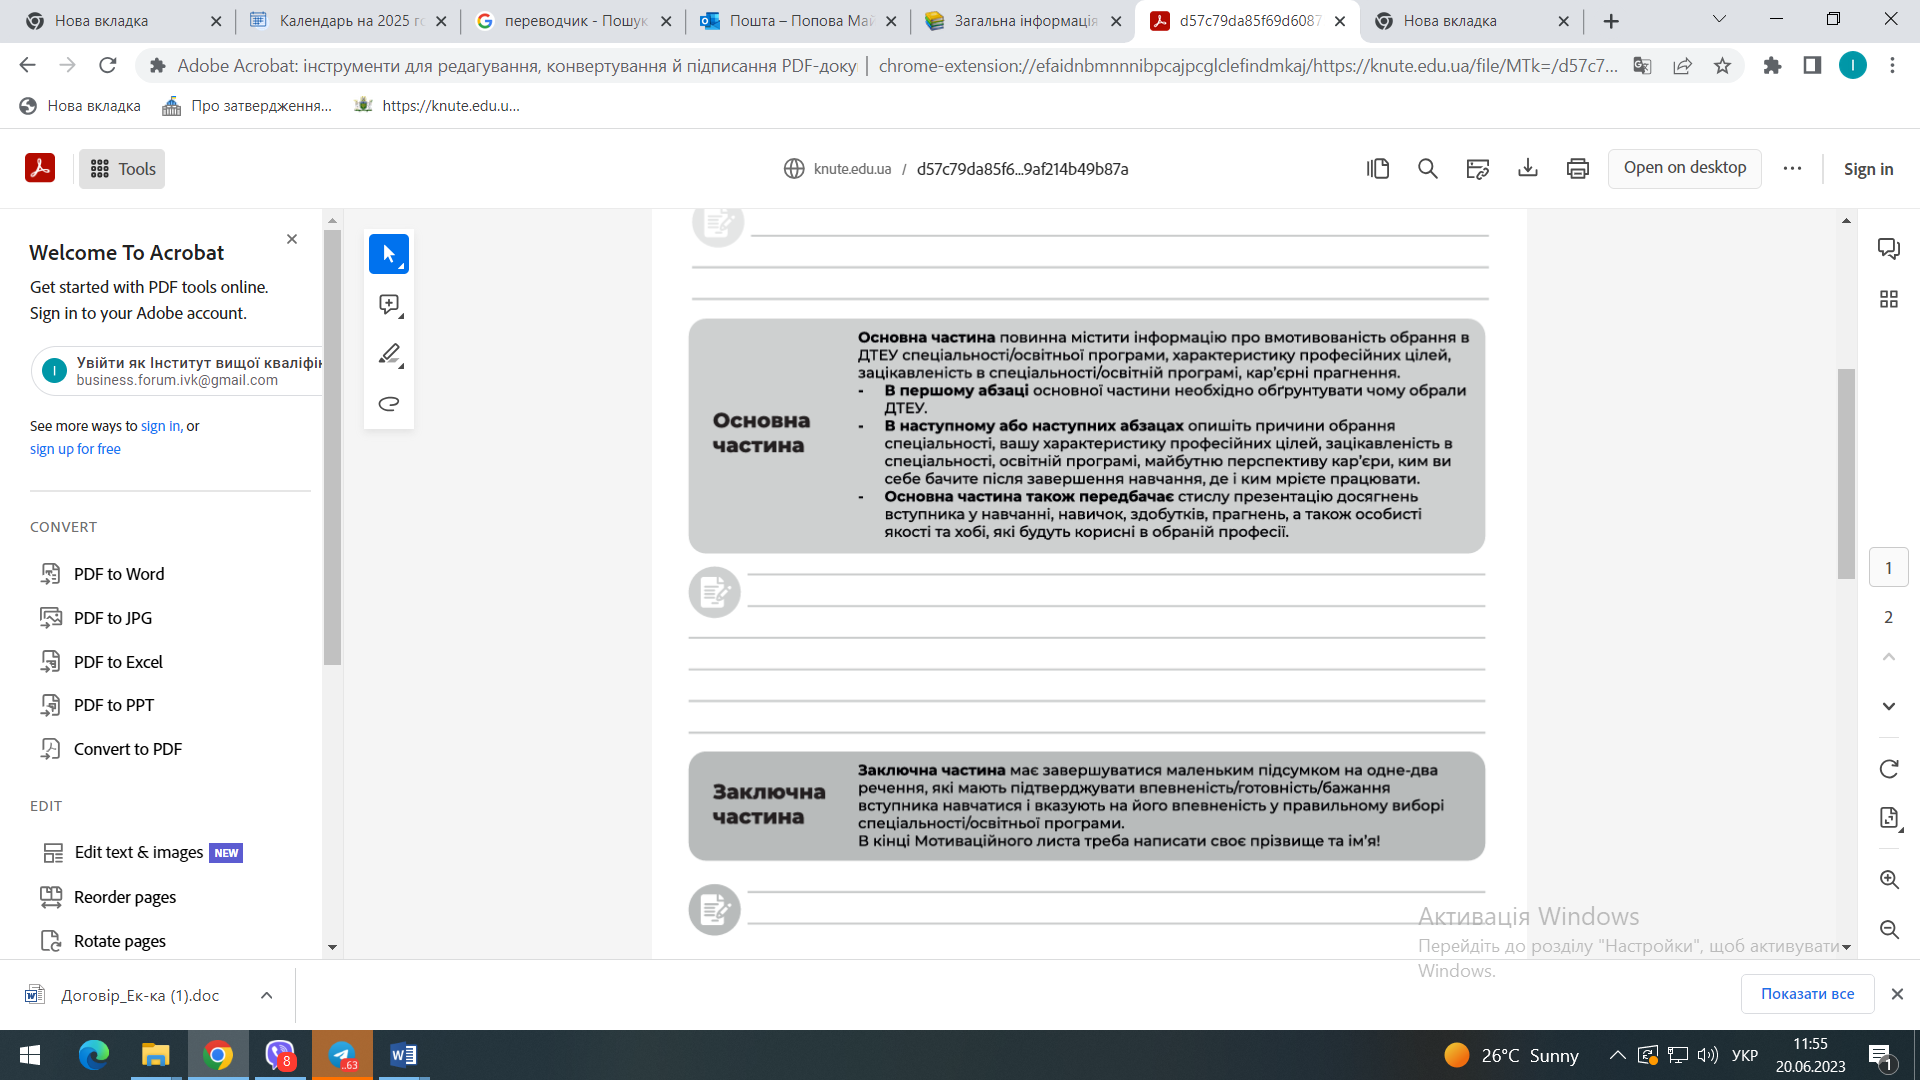 Нова вкладка
Календарь на 2025 го
переводчик - Пошук
Пошта – Попова Май
Загальна інформація
d57c79da85f69d6087
Нова вкладка
Adobe Acrobat: інструменти для редагування, конвертування й підписання PDF-доку | chrome-extension://efaidnbmnnnibpcajpcglclefindmkaj/https://knute.edu.ua/file/MTk=/d57c7...
Нова вкладка
Про затвердження...
https://knute.edu.u...
Tools
knute.edu.ua / d57c79da85f6...9af214b49b87a
Open on desktop
Sign in
Welcome To Acrobat
Get started with PDF tools online.
Sign in to your Adobe account.
Увійти як Інститут вищої кваліфік
business.forum.ivk@gmail.com
See more ways to sign in, or
sign up for free
CONVERT
PDF to Word
PDF to JPG
PDF to Excel
PDF to PPT
Convert to PDF
EDIT
Edit text & images NEW
Reorder pages
Rotate pages
Основна
частина
Основна частина повинна містити інформацію про вмотивованість обрання в
ДТЕУ спеціальності/освітньої програми, характеристику професійних цілей,
зацікавленість в спеціальності/освітній програмі, кар’єрні прагнення.
- В першому абзаці основної частини необхідно обґрунтувати чому обрали
ДТЕУ.
- В наступному або наступних абзацах опишіть причини обрання
спеціальності, вашу характеристику професійних цілей, зацікавленість в
спеціальності, освітній програмі, майбутню перспективу кар’єри, ким ви
себе бачите після завершення навчання, де і ким мрієте працювати.
- Основна частина також передбачає стислу презентацію досягнень
вступника у навчанні, навичок, здобутків, прагнень, а також особисті
якості та хобі, які будуть корисні в обраній професії.
Заключна
частина
Заключна частина має завершуватися маленьким підсумком на одне-два
речення, які мають підтверджувати впевненість/готовність/бажання
вступника навчатися і вказують на його впевненість у правильному виборі
спеціальності/освітньої програми.
В кінці Мотиваційного листа треба написати своє прізвище та ім’я!
1
2
Активація Windows
Перейдіть до розділу "Настройки", щоб активувати
Windows.
Договір_Ек-ка (1).doc
Показати все
8
..63
26°C Sunny
УКР
11:55
20.06.2023
1